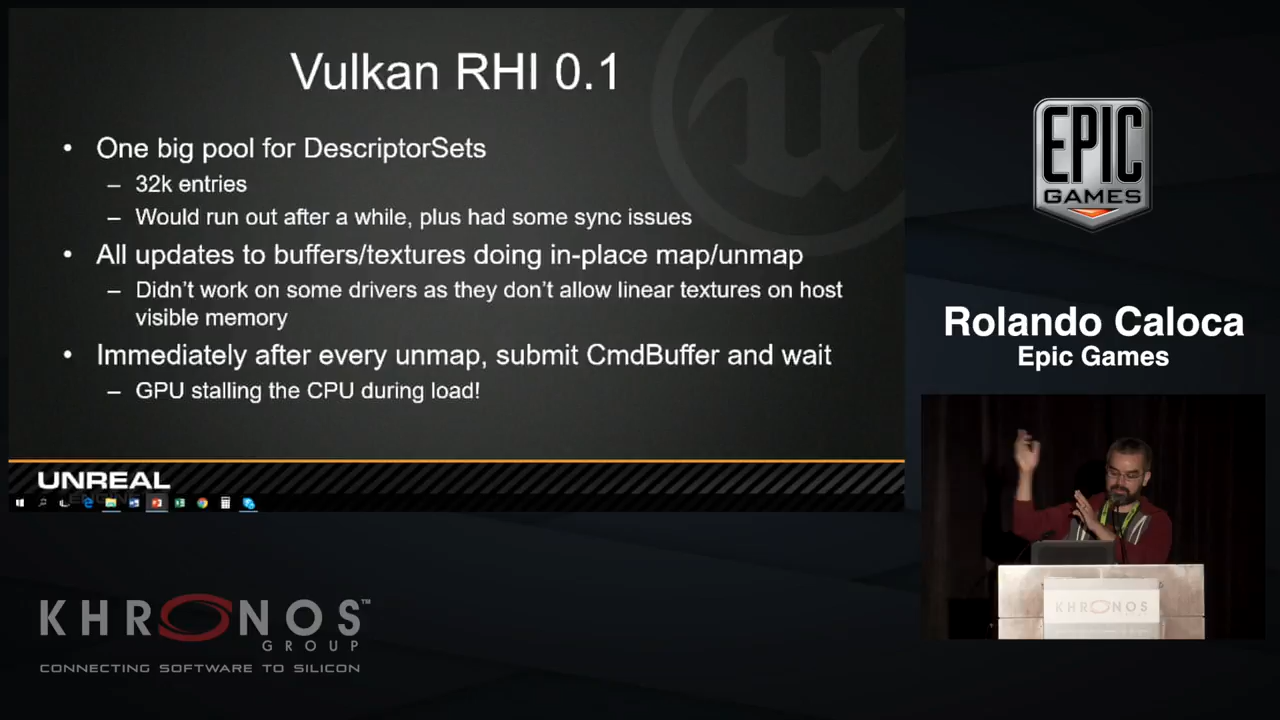 Vulkan RHI 0.1
• One big pool for DescriptorSets
– 32k entries
– Would run out after a while, plus had some sync issues
• All updates to buffers/textures doing in-place map/unmap
– Didn't work on some drivers as they don't allow linear textures on host
visible memory
• Immediately after every unmap, submit CmdBuffer and wait
– GPU stalling the CPU during load!
UNREAL
ENGINE
EPIC
GAMES
Rolando Caloca
Epic Games
KHRONOS
KHRONOS™
GROUP
CONNECTING SOFTWARE TO SILICON